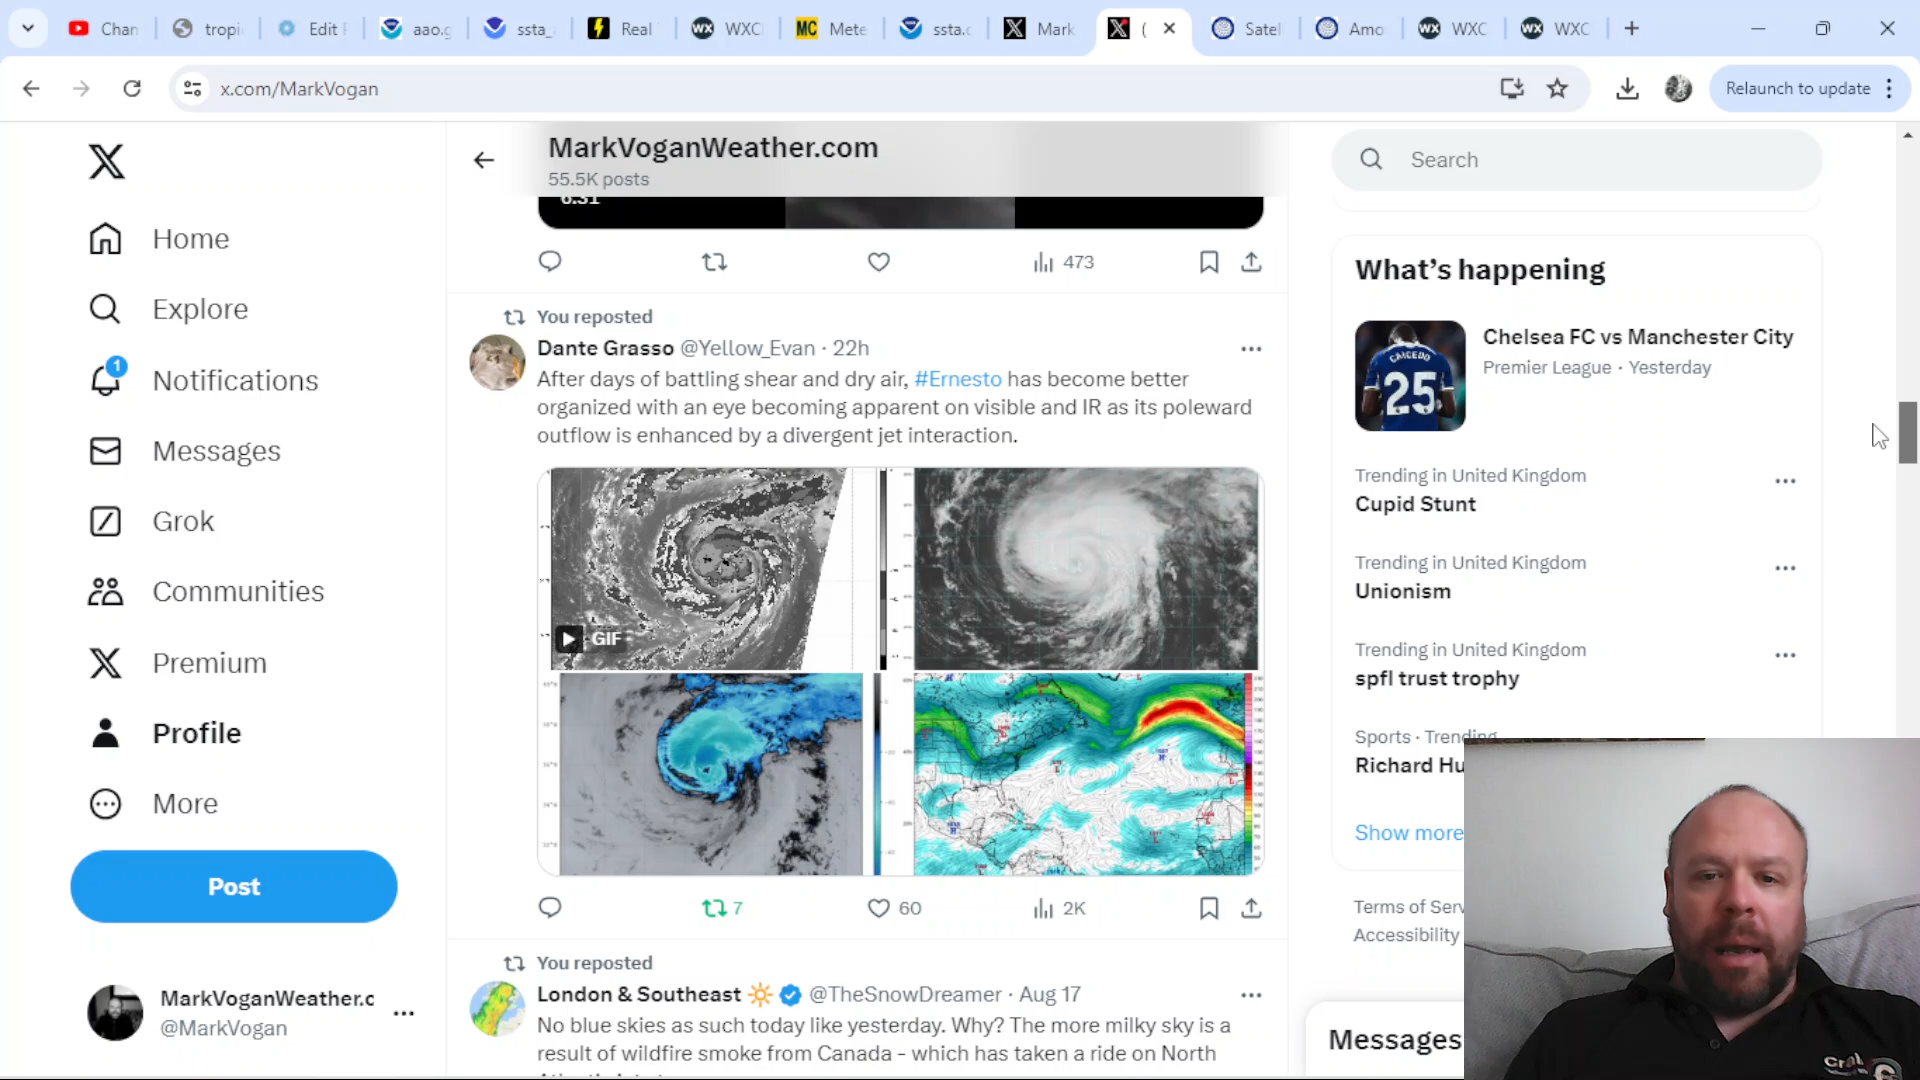 Chan
tropi
Edit F
aao.g
ssta_
Real
WXC
MC
Mete
ssta.c
Mark
(
Satel
Amo
WXC
WXC
x.com/MarkVogan
Relaunch to update
MarkVoganWeather.com
55.5K posts
Search
6:31
473
Home
Explore
1
Notifications
Messages
Grok
Communities
Premium
Profile
More
Post
MarkVoganWeather.c
@MarkVogan
You reposted
Dante Grasso @Yellow_Evan · 22h
After days of battling shear and dry air, #Ernesto has become better
organized with an eye becoming apparent on visible and IR as its poleward
outflow is enhanced by a divergent jet interaction.
GIF
7
60
2K
You reposted
London & Southeast @TheSnowDreamer · Aug 17
No blue skies as such today like yesterday. Why? The more milky sky is a
result of wildfire smoke from Canada - which has taken a ride on North
What's happening
Chelsea FC vs Manchester City
Premier League · Yesterday
CAICEDO
25
Trending in United Kingdom
Cupid Stunt
Trending in United Kingdom
Unionism
Trending in United Kingdom
spfl trust trophy
Sports · Trending
Richard Hu
Show more
Terms of Serv
Accessibility
Messages